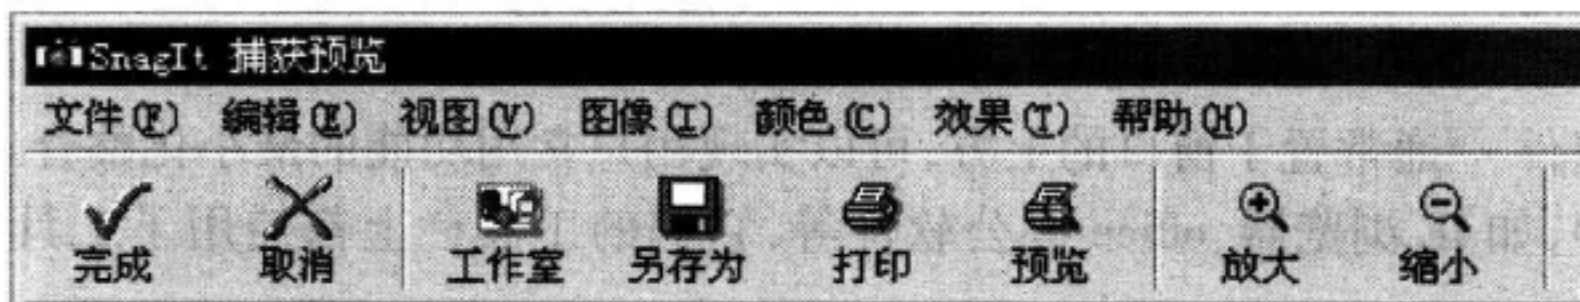 SnagIt 捕获预览
文件(F) 编辑(E) 视图(V) 图像(I) 颜色(C) 效果(T) 帮助(H)
完成 取消 工作室 另存为 打印 预览 放大 缩小